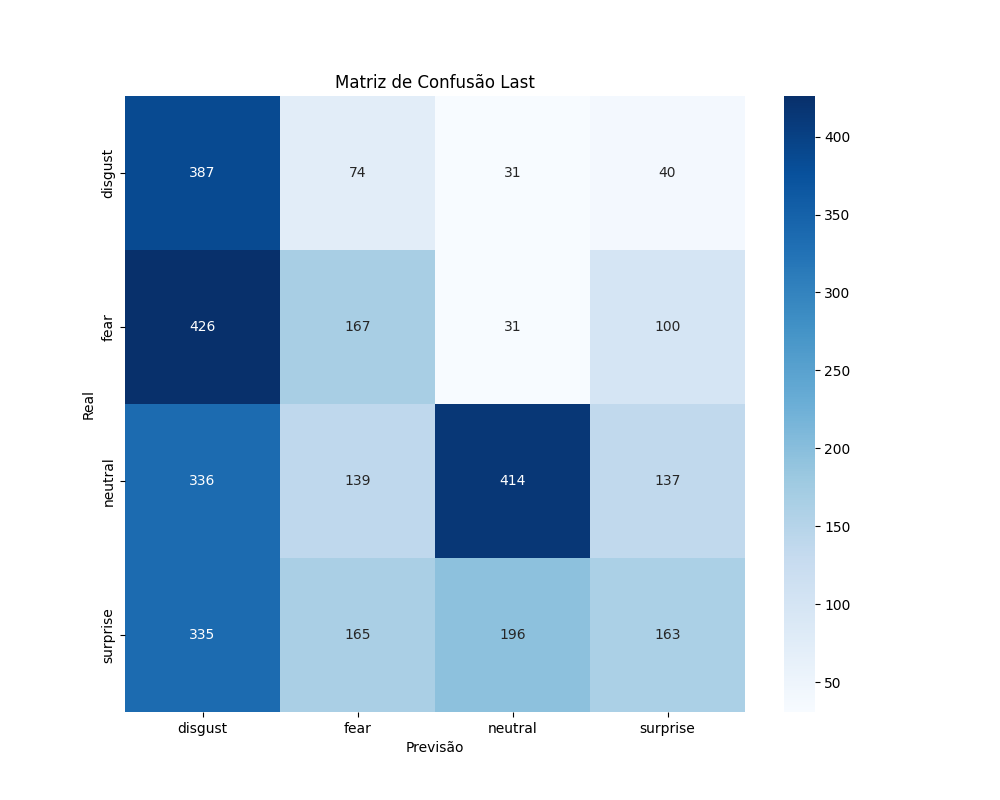 Matriz de Confusão Last
disgust 387 74 31 40
fear 426 167 31 100
neutral 336 139 414 137
surprise 335 165 196 163
disgust fear neutral surprise
Previsão
Real
400
350
300
250
200
150
100
50